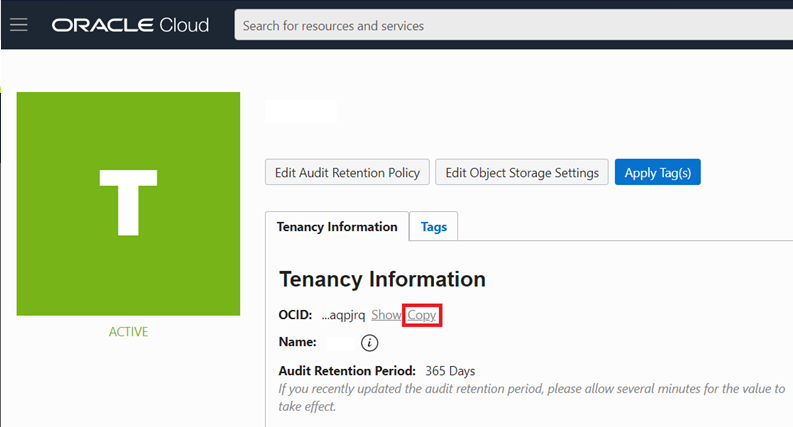 ORACLE Cloud
Search for resources and services
T
ACTIVE
Edit Audit Retention Policy
Edit Object Storage Settings
Apply Tag(s)
Tenancy Information
Tags
Tenancy Information
OCID: ...aqpjrq Show Copy
Name: i
Audit Retention Period: 365 Days
If you recently updated the audit retention period, please allow several minutes for the value to
take effect.